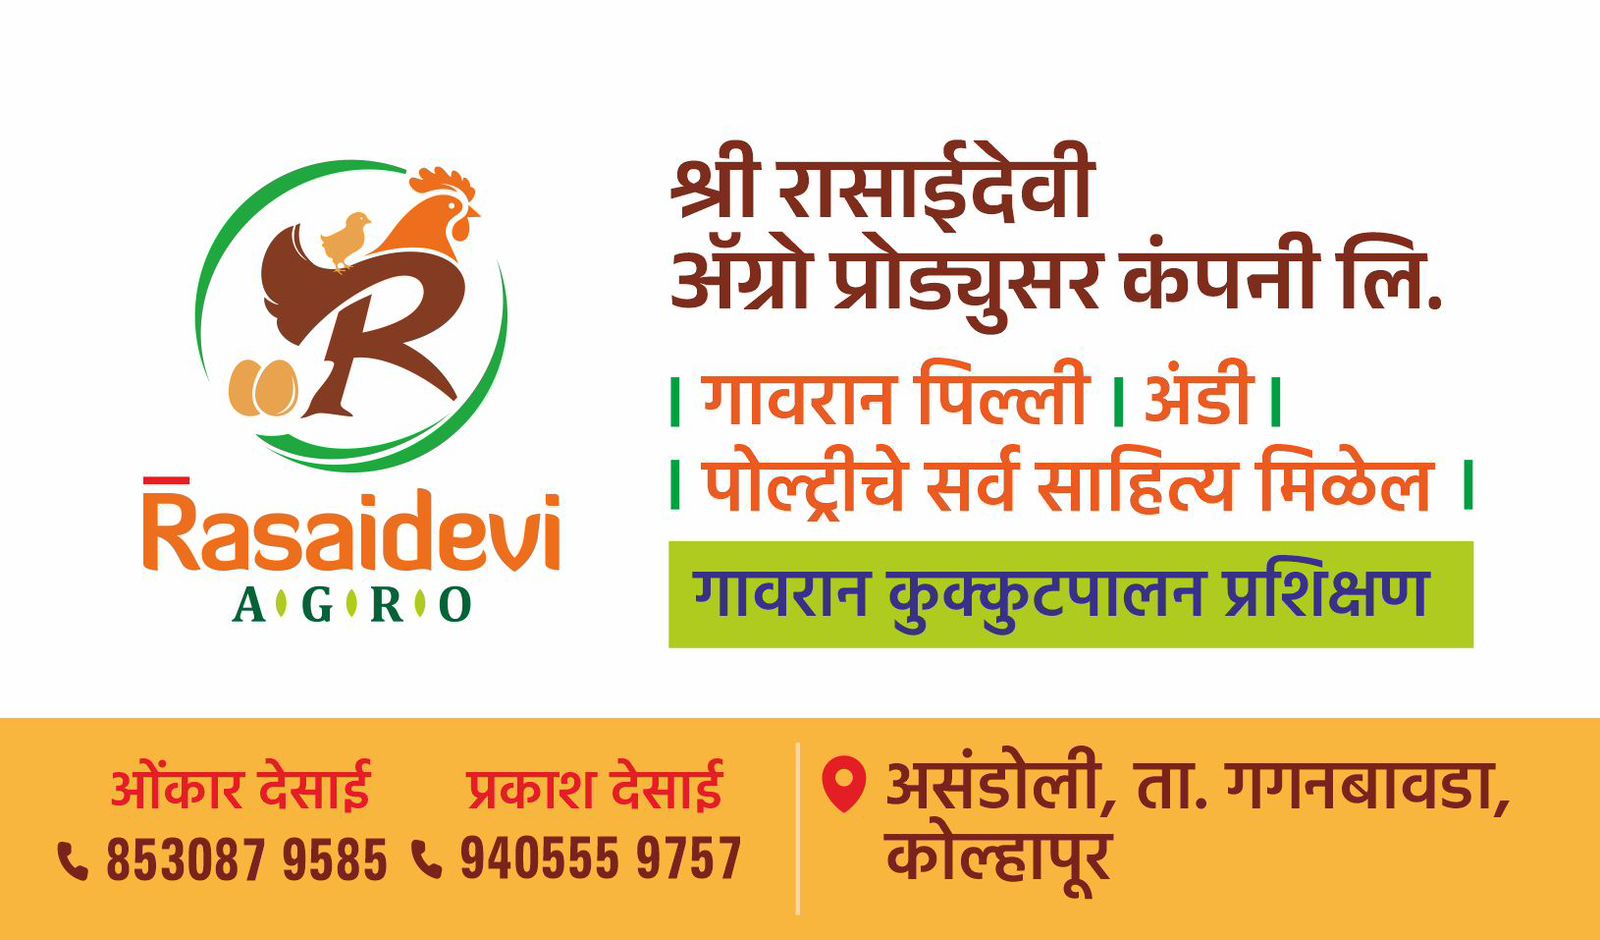 Rasaidevi
A·G·R·O
श्री रासाईदेवी
ॲग्रो प्रोड्युसर कंपनी लि.
| गावरान पिल्ली | अंडी |
| पोल्ट्रीचे सर्व साहित्य मिळेल |
गावरान कुक्कुटपालन प्रशिक्षण
ओंकार देसाई
853087 9585
प्रकाश देसाई
940555 9757
असंडोली, ता. गगनबावडा,
कोल्हापूर